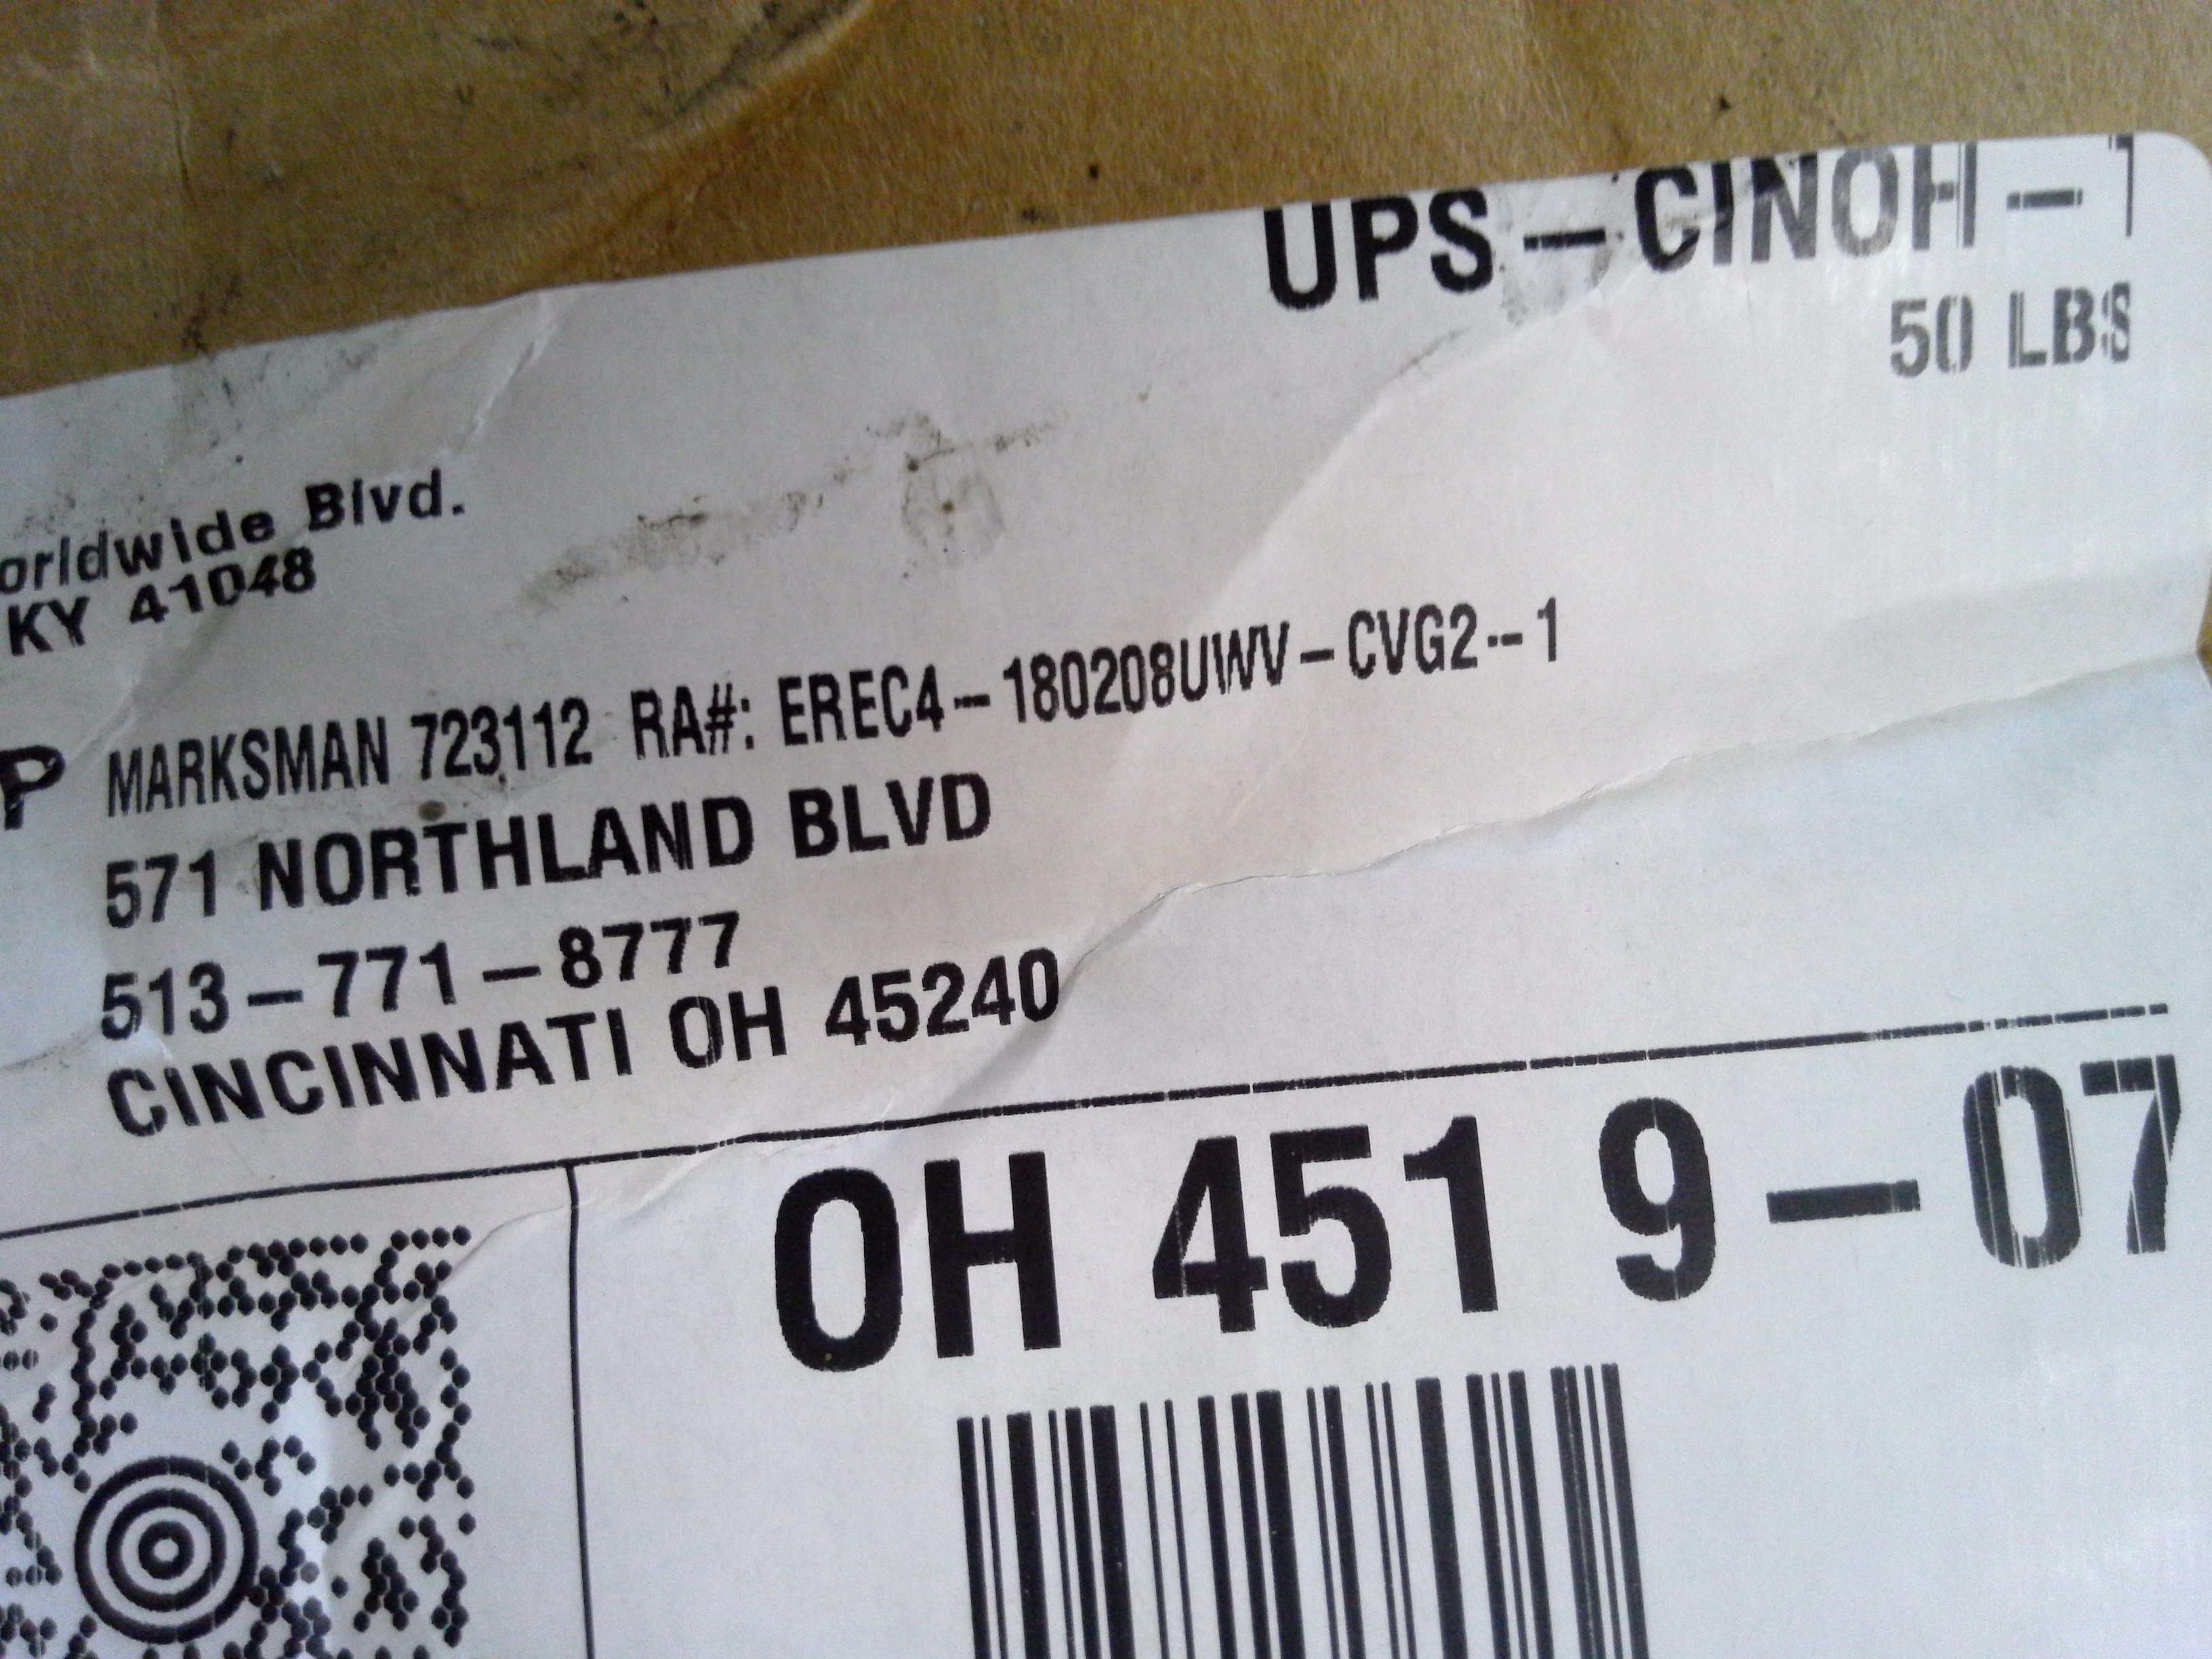 UPS-CINOH-1
50 LBS
orldwide Blvd.
KY 41048
P MARKSMAN 723112 RA#: EREC4-180208UWV-CVG2-1
571 NORTHLAND BLVD
513-771-8777
CINCINNATI OH 45240
OH 451 9-07